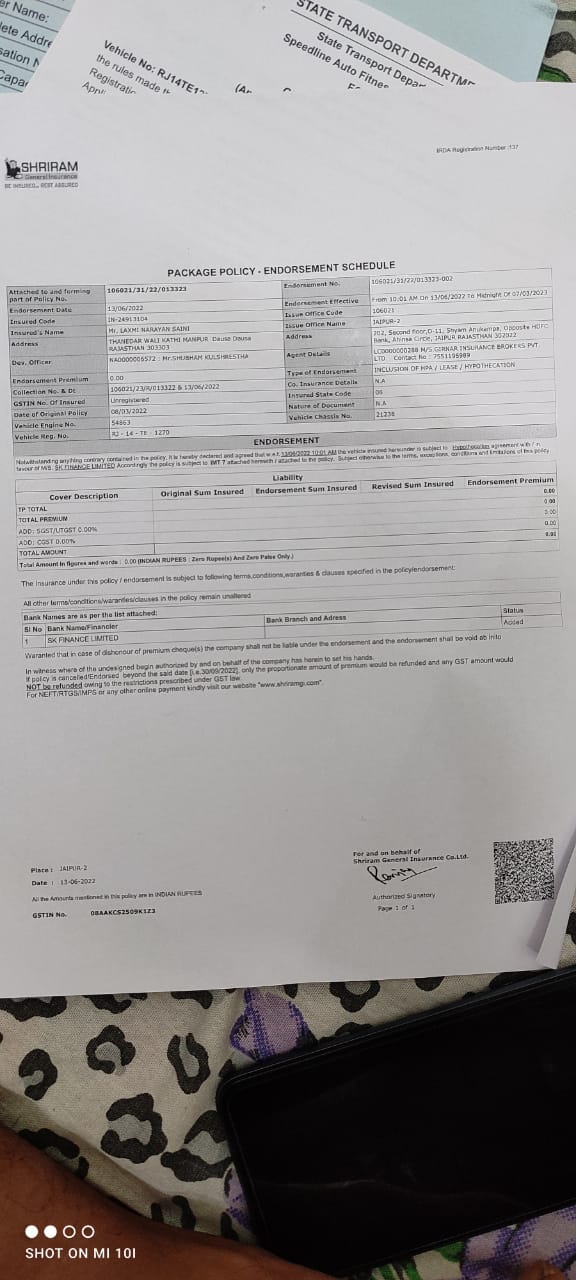 er Name:
lete Addre
sation N
Capac
STATE TRANSPORT DEPARTME
State Transport Depar
Speedline Auto Fitnes
Vehicle No: RJ14TE1
the rules made
Registratio
IRDA Registration Number :137
SHRIRAM
General Insurance
BE INSURED... REST ASSURED
PACKAGE POLICY - ENDORSEMENT SCHEDULE
Attached to and forming part of Policy No. 106021/31/22/013323 Endorsement No. 106021/31/22/013323-002
Endorsement Date 13/06/2022 Endorsement Effective From 10:01 AM On 13/06/2022 To Midnight Of 07/03/2023
Insured Code IN-24913104 Issue Office Code 106021
Insured's Name Mr. LAXMI NARAYAN SAINI Issue Office Name JAIPUR-2
Address THANEDAR WALI KATHI MANPUR Dausa Dausa RAJASTHAN 303303 Address 202, Second floor,D-11, Shyam Anukampa, Opposite HDFC Bank, Ahinsa Circle, JAIPUR RAJASTHAN 302022
Dev. Officer : Mr.SHUBHAM KULSHRESTHA Agent Details M/S.GIRNAR INSURANCE BROKERS PVT. LTD Contact No : 7551195989
Endorsement Premium 0.00 Type of Endorsement INCLUSION OF HPA / LEASE / HYPOTHECATION
Collection No. & Dt 106021/23/R/013322 & 13/06/2022 Co. Insurance Details N.A
GSTIN No. Of Insured Unregistered Insured State Code 08
Date of Original Policy 08/03/2022 Nature of Document N.A
Vehicle Engine No. 54863 Vehicle Chassis No. 21238
Vehicle Reg. No. RJ - 14 - TE - 1270
ENDORSEMENT
Notwithstanding anything contrary contained in the policy, it is hereby declared and agreed that w.e.f. 13/06/2022 10:01 AM the vehicle insured hereunder is subject to Hypothecation agreement with / in
favour of M/S. SK FINANCE LIMITED Accordingly the policy is subject to IMT 7 attached herewith / attached to the policy. Subject otherwise to the terms, exceptions, conditions and limitations of this policy
Liability
Cover Description Original Sum Insured Endorsement Sum Insured Revised Sum Insured Endorsement Premium
TP TOTAL 0.00
TOTAL PREMIUM 0.00
ADD: SGST/UTGST 0.00% 0.00
ADD: CGST 0.00% 0.00
TOTAL AMOUNT 0.00
Total Amount in figures and words : 0.00 (INDIAN RUPEES : Zero Rupee(s) And Zero Paise Only.)
The Insurance under this policy / endorsement is subject to following terms,conditions,waranties & clauses specified in the policy/endorsement:
All other terms/conditions/warranties/clauses in the policy remain unaltered
Bank Names are as per the list attached:
Sl No Bank Name/Financier Bank Branch and Adress Status
1 SK FINANCE LIMITED Added
Waranted that in case of dishonour of premium cheque(s) the company shall not be liable under the endorsement and the endorsement shall be void ab Initio
In witness where of the undesigned begin authorized by and on behalf of the company has herein to set his hands.
If policy is cancelled/Endorsed beyond the said date [i.e.30/09/2022], only the proportionate amount of premium would be refunded and any GST amount would
NOT be refunded owing to the restrictions prescribed under GST law.
For NEFT/RTGS/IMPS or any other online payment kindly visit our website "www.shriramgi.com".
Place : JAIPUR-2
Date : 13-06-2022
All the Amounts mentioned in this policy are in INDIAN RUPEES
GSTIN No. 08AAKCS2509K1Z3
For and on behalf of
Shriram General Insurance Co.Ltd.
Authorized Signatory
Page 1 of 1
SHOT ON MI 10I